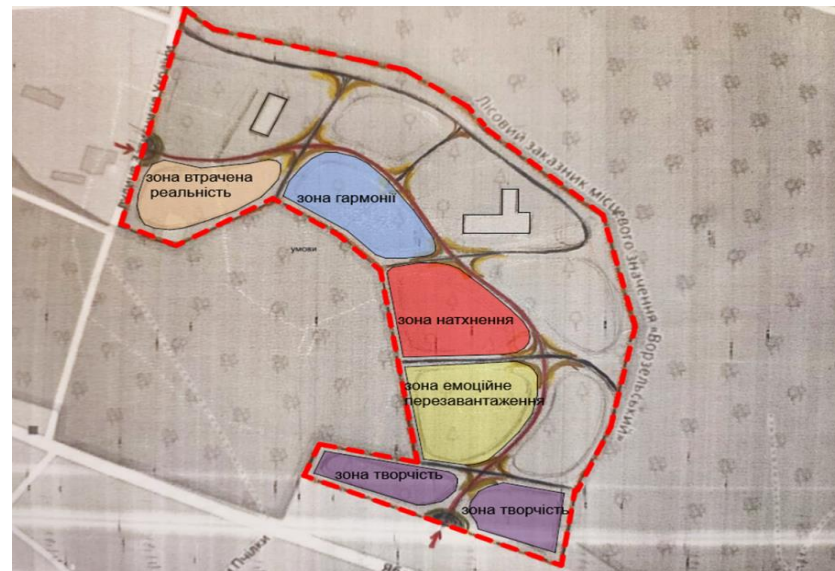 Лісовий заказник місцевого значення «Ворзельський»
зона втрачена
реальність
зона гармонії
умови
зона натхнення
зона емоційне
перезавантаження
зона творчість
зона творчість
Пчілки